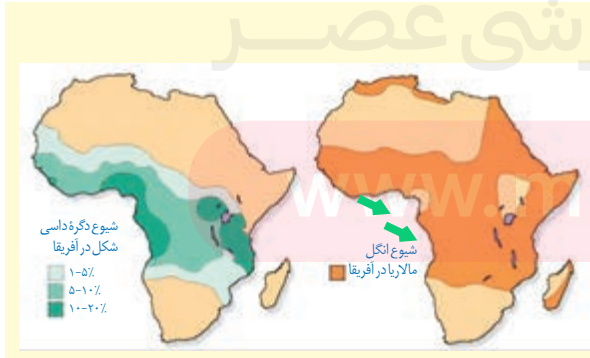 رشی عصر
www.m
شیوع دگرهٔ داسی
شکل در آفریقا
۱-۵٪
۵-۱۰٪
۱۰-۲۰٪
شیوع انگل
مالاریا در آفریقا